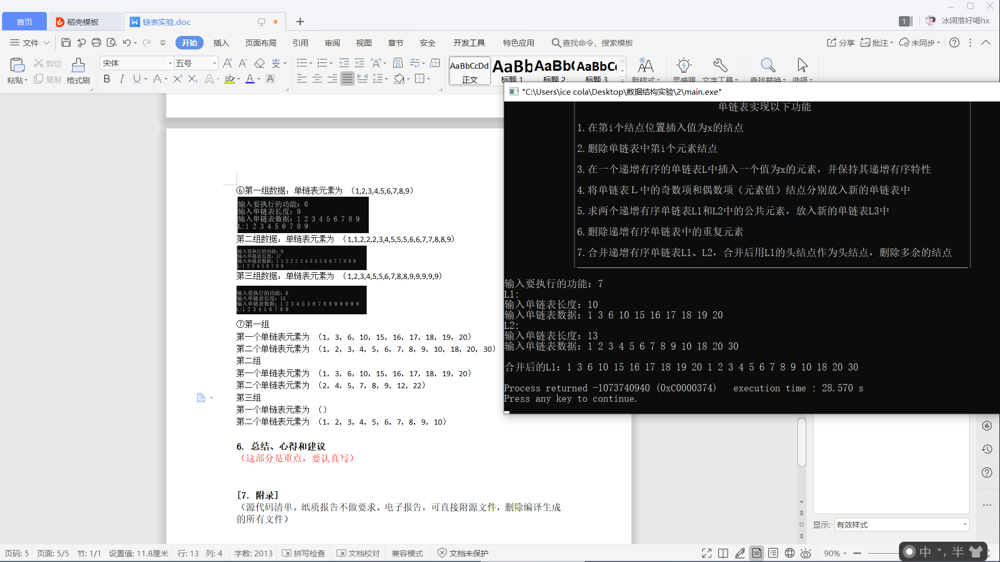 首页
稻壳模板
链表实验.doc
1
冰阔落好喝hx
文件
开始
插入
页面布局
引用
审阅
视图
章节
安全
开发工具
特色应用
查找命令、搜索模板
分享
批注
未同步
粘贴
剪切
复制
格式刷
宋体
五号
AaBbCcDd
正文
AaBb
标题 1
AaBb(
标题 2
AaBbC
标题 3
新样式
灵感匣
文字工具
查找替换
选择
⑥第一组数据：单链表元素为 （1,2,3,4,5,6,7,8,9）
输入要执行的功能：6
输入单链表长度：9
输入单链表数据：1 2 3 4 5 6 7 8 9
L:1 2 3 4 5 6 7 8 9
第二组数据：单链表元素为 （1,1,2,2,2,3,4,5,5,5,6,6,7,7,8,8,9）
输入要执行的功能：6
输入单链表长度：17
输入单链表数据：1 1 2 2 2 3 4 5 5 5 6 6 7 7 8 8 9
L:1 2 3 4 5 6 7 8 9
第三组数据：单链表元素为 （1,2,3,4,5,5,6,7,8,8,9,9,9,9,9）
输入要执行的功能：6
输入单链表长度：15
输入单链表数据：1 2 3 4 5 5 6 7 8 8 9 9 9 9 9
L:1 2 3 4 5 6 7 8 9
⑦第一组
第一个单链表元素为 （1，3，6，10，15，16，17，18，19，20）
第二个单链表元素为 （1，2，3，4，5，6，7，8，9，10，18，20，30）
第二组
第一个单链表元素为 （1，3，6，10，15，16，17，18，19，20）
第二个单链表元素为 （2，4，5，7，8，9，12，22）
第三组
第一个单链表元素为 （）
第二个单链表元素为 （1，2，3，4，5，6，7，8，9，10）
6. 总结、心得和建议
（这部分是重点，要认真写）
[7. 附录]
（源代码清单。纸质报告不做要求。电子报告，可直接附源文件，删除编译生成
的所有文件）
"C:\Users\ice cola\Desktop\数据结构实验\2\main.exe"
单链表实现以下功能
1.在第i个结点位置插入值为x的结点
2.删除单链表中第i个元素结点
3.在一个递增有序的单链表L中插入一个值为x的元素，并保持其递增有序特性
4.将单链表Ｌ中的奇数项和偶数项（元素值）结点分别放入新的单链表中
5.求两个递增有序单链表L1和L2中的公共元素，放入新的单链表L3中
6.删除递增有序单链表中的重复元素
7.合并递增有序单链表L1、L2，合并后用L1的头结点作为头结点，删除多余的结点
输入要执行的功能：7
L1:
输入单链表长度：10
输入单链表数据：1 3 6 10 15 16 17 18 19 20
L2:
输入单链表长度：13
输入单链表数据：1 2 3 4 5 6 7 8 9 10 18 20 30
合并后的L1：1 3 6 10 15 16 17 18 19 20 1 2 3 4 5 6 7 8 9 10 18 20 30
Process returned -1073740940 (0xC0000374)   execution time : 28.570 s
Press any key to continue.
显示:
有效样式
页码: 5
页面: 5/5
节: 1/1
设置值: 11.8厘米
行: 13
列: 4
字数: 2013
拼写检查
文档校对
兼容模式
文档未保护
90%
中 °, 半